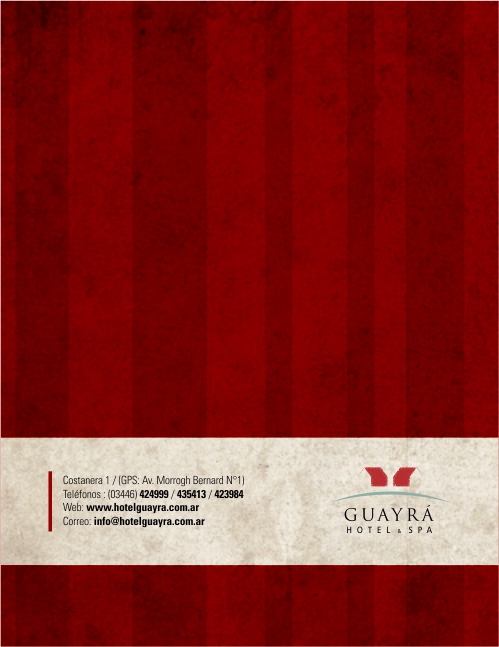 Costanera 1 / (GPS: Av. Morrogh Bernard N°1)
Teléfonos : (03446) 424999 / 435413 / 423984
Web: www.hotelguayra.com.ar
Correo: info@hotelguayra.com.ar
GUAYRÁ
HOTEL & SPA